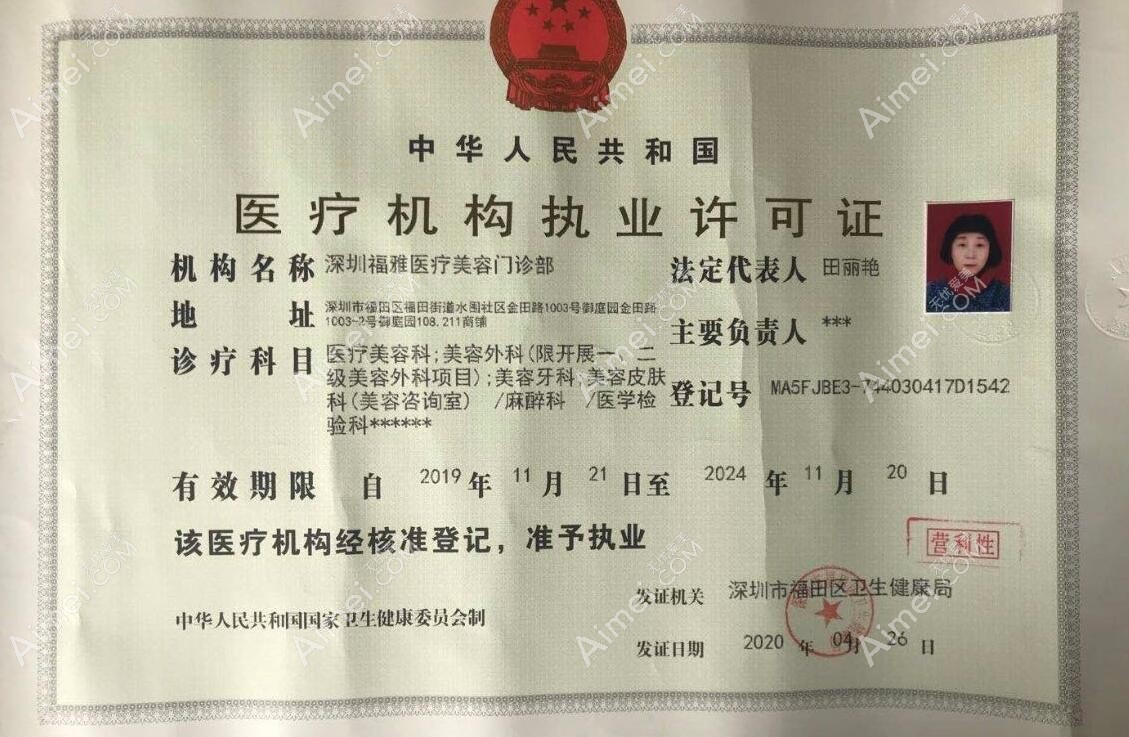 中华人民共和国
医疗机构执业许可证
机构名称 深圳福雅医疗美容门诊部
法定代表人 田丽艳
地址 深圳市福田区福田街道水围社区金田路1003号御庭园金田路
1003-2号御庭园108.211商铺
主要负责人 ***
诊疗科目 医疗美容科;美容外科(限开展一、二
级美容外科项目);美容牙科;美容皮肤
科(美容咨询室) /麻醉科 /医学检
验科******
登记号 MA5FJBE3-744030417D1542
有效期限 自 2019 年 11 月 21 日至 2024 年 11 月 20 日
该医疗机构经核准登记，准予执业
营利性
中华人民共和国国家卫生健康委员会制
发证机关 深圳市福田区卫生健康局
发证日期 2020 年 04 月 26 日
无忧爱美
Aimei.COM